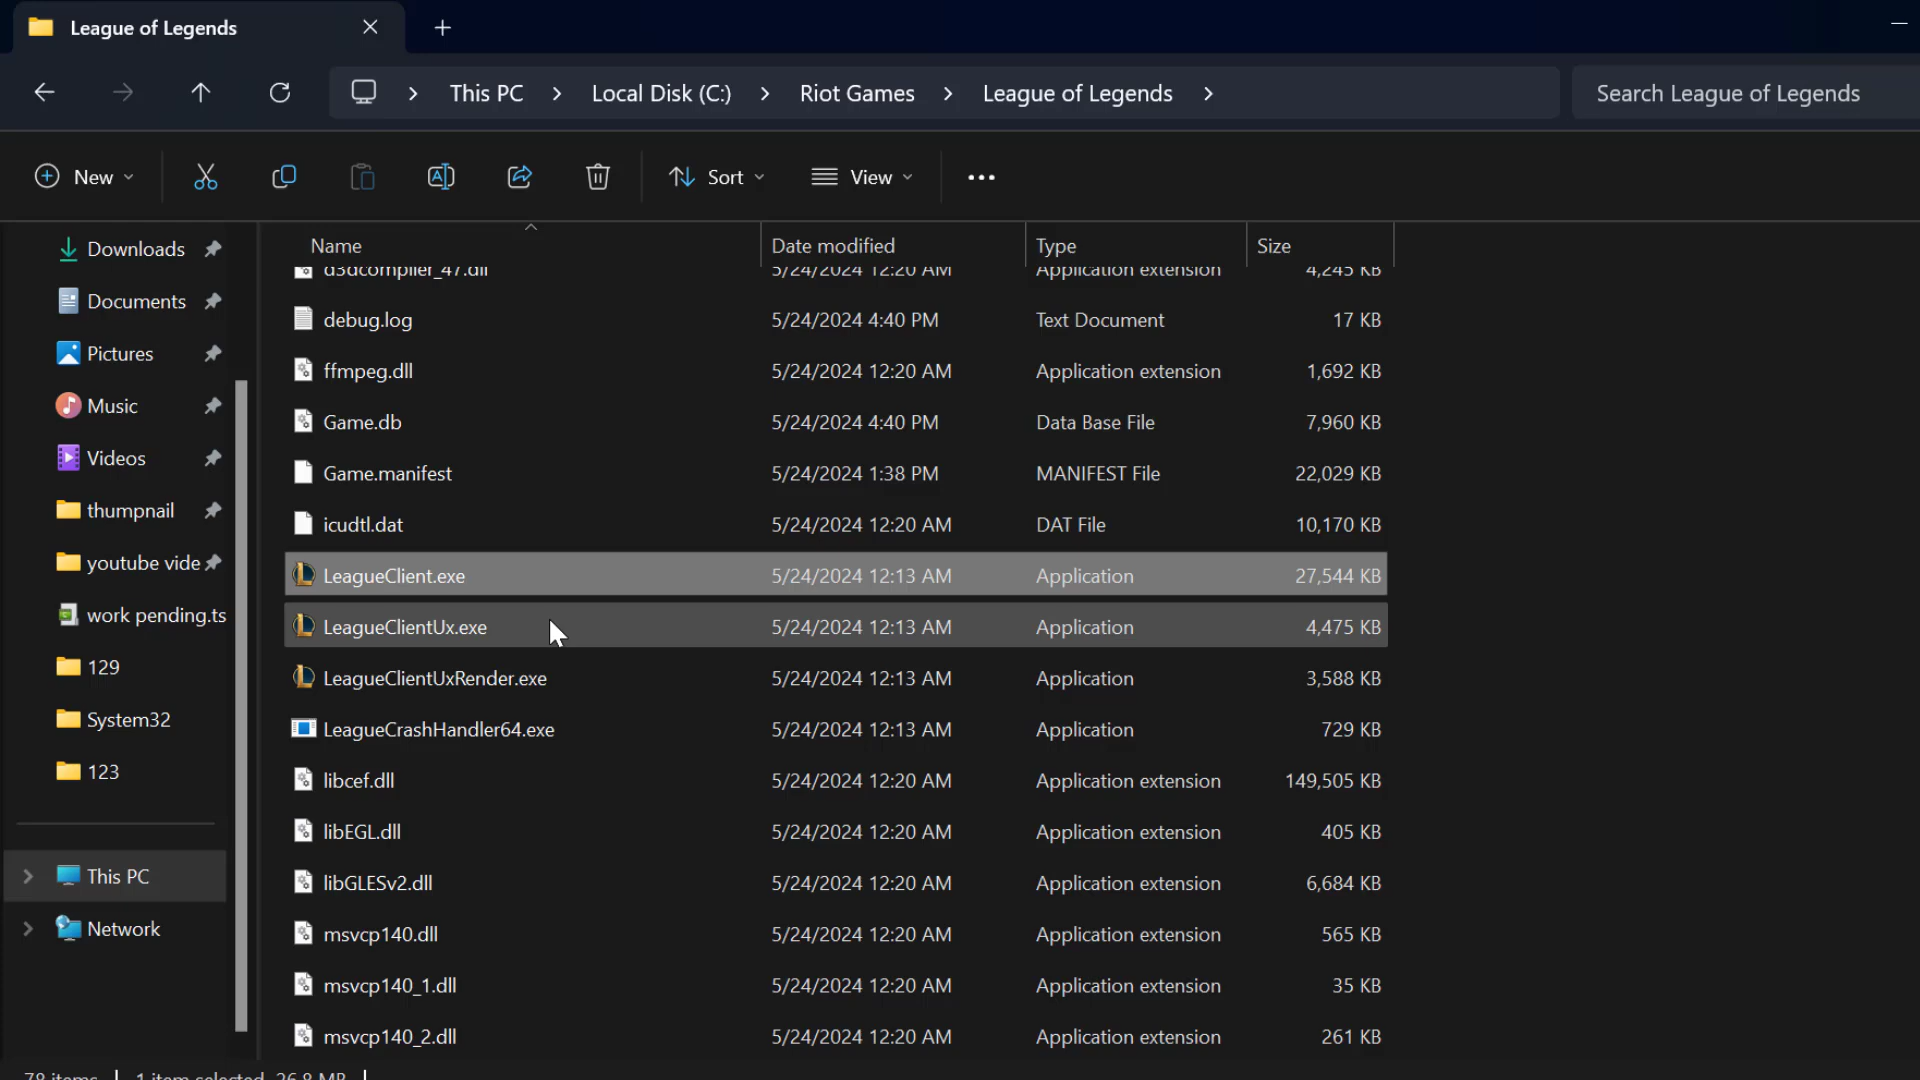 League of Legends
This PC > Local Disk (C:) > Riot Games > League of Legends >
Search League of Legends
New
Sort
View
Downloads
Documents
Pictures
Music
Videos
thumpnail
youtube vide
work pending.ts
129
System32
123
This PC
Network
Name Date modified Type Size
d3dcompiler_47.dll 5/24/2024 12:20 AM Application extension 4,245 KB
debug.log 5/24/2024 4:40 PM Text Document 17 KB
ffmpeg.dll 5/24/2024 12:20 AM Application extension 1,692 KB
Game.db 5/24/2024 4:40 PM Data Base File 7,960 KB
Game.manifest 5/24/2024 1:38 PM MANIFEST File 22,029 KB
icudtl.dat 5/24/2024 12:20 AM DAT File 10,170 KB
LeagueClient.exe 5/24/2024 12:13 AM Application 27,544 KB
LeagueClientUx.exe 5/24/2024 12:13 AM Application 4,475 KB
LeagueClientUxRender.exe 5/24/2024 12:13 AM Application 3,588 KB
LeagueCrashHandler64.exe 5/24/2024 12:13 AM Application 729 KB
libcef.dll 5/24/2024 12:20 AM Application extension 149,505 KB
libEGL.dll 5/24/2024 12:20 AM Application extension 405 KB
libGLESv2.dll 5/24/2024 12:20 AM Application extension 6,684 KB
msvcp140.dll 5/24/2024 12:20 AM Application extension 565 KB
msvcp140_1.dll 5/24/2024 12:20 AM Application extension 35 KB
msvcp140_2.dll 5/24/2024 12:20 AM Application extension 261 KB
78 items | 1 item selected 26.8 MB |